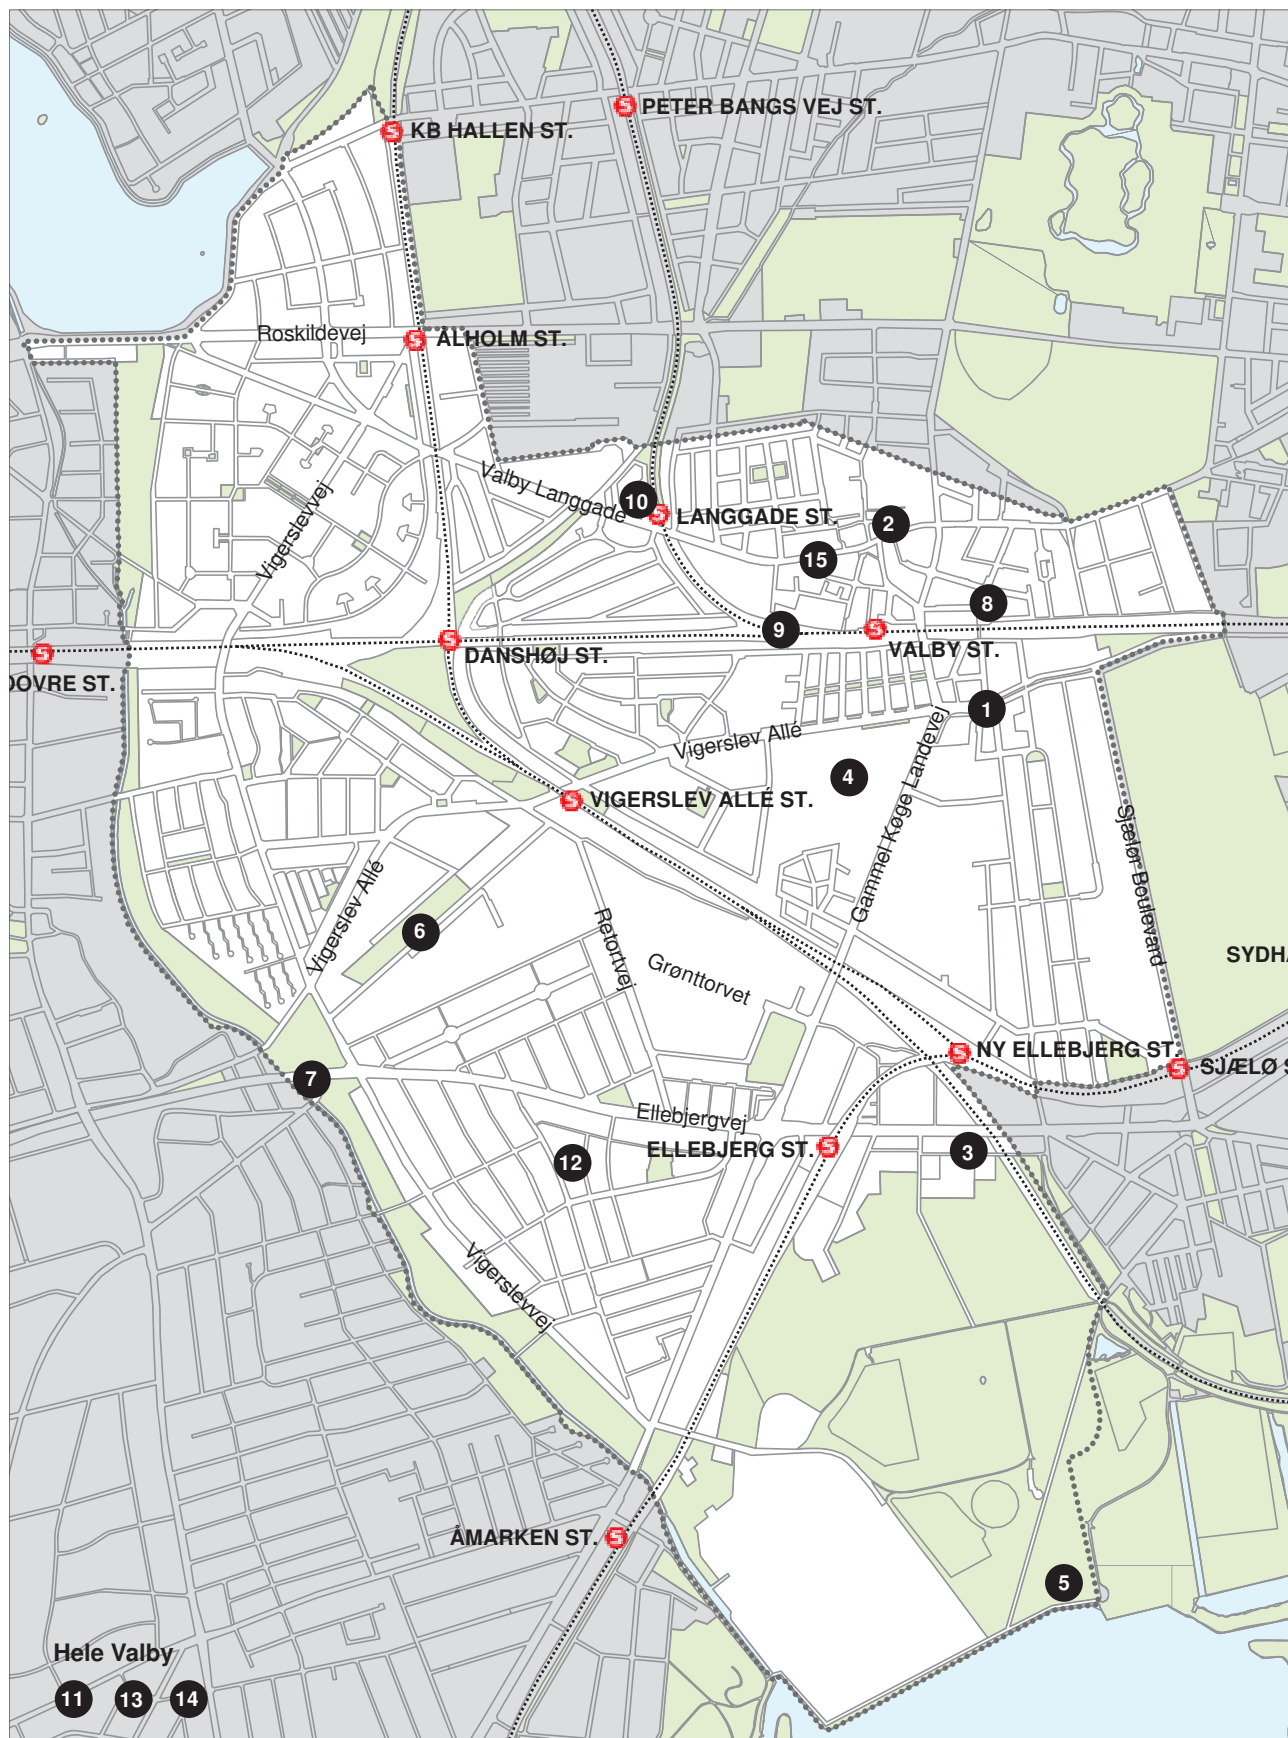 PETER BANGS VEJ ST.
KB HALLEN ST.
Roskildevej
ÅLHOLM ST.
Valby Langgade
10
LANGGADE ST.
2
Vigerslevvej
15
8
9
DANSHØJ ST.
VALBY ST.
DOVRE ST.
1
Vigerslev Allé
4
Gammel Køge Landevej
VIGERSLEV ALLÉ ST.
Sjælør Boulevard
Vigerslev Allé
6
Retortvej
Grønttorvet
SYDHA
NY ELLEBJERG ST.
SJÆLØ S
7
Ellebjergvej
ELLEBJERG ST.
3
12
Vigerslevvej
ÅMARKEN ST.
5
Hele Valby
11 13 14